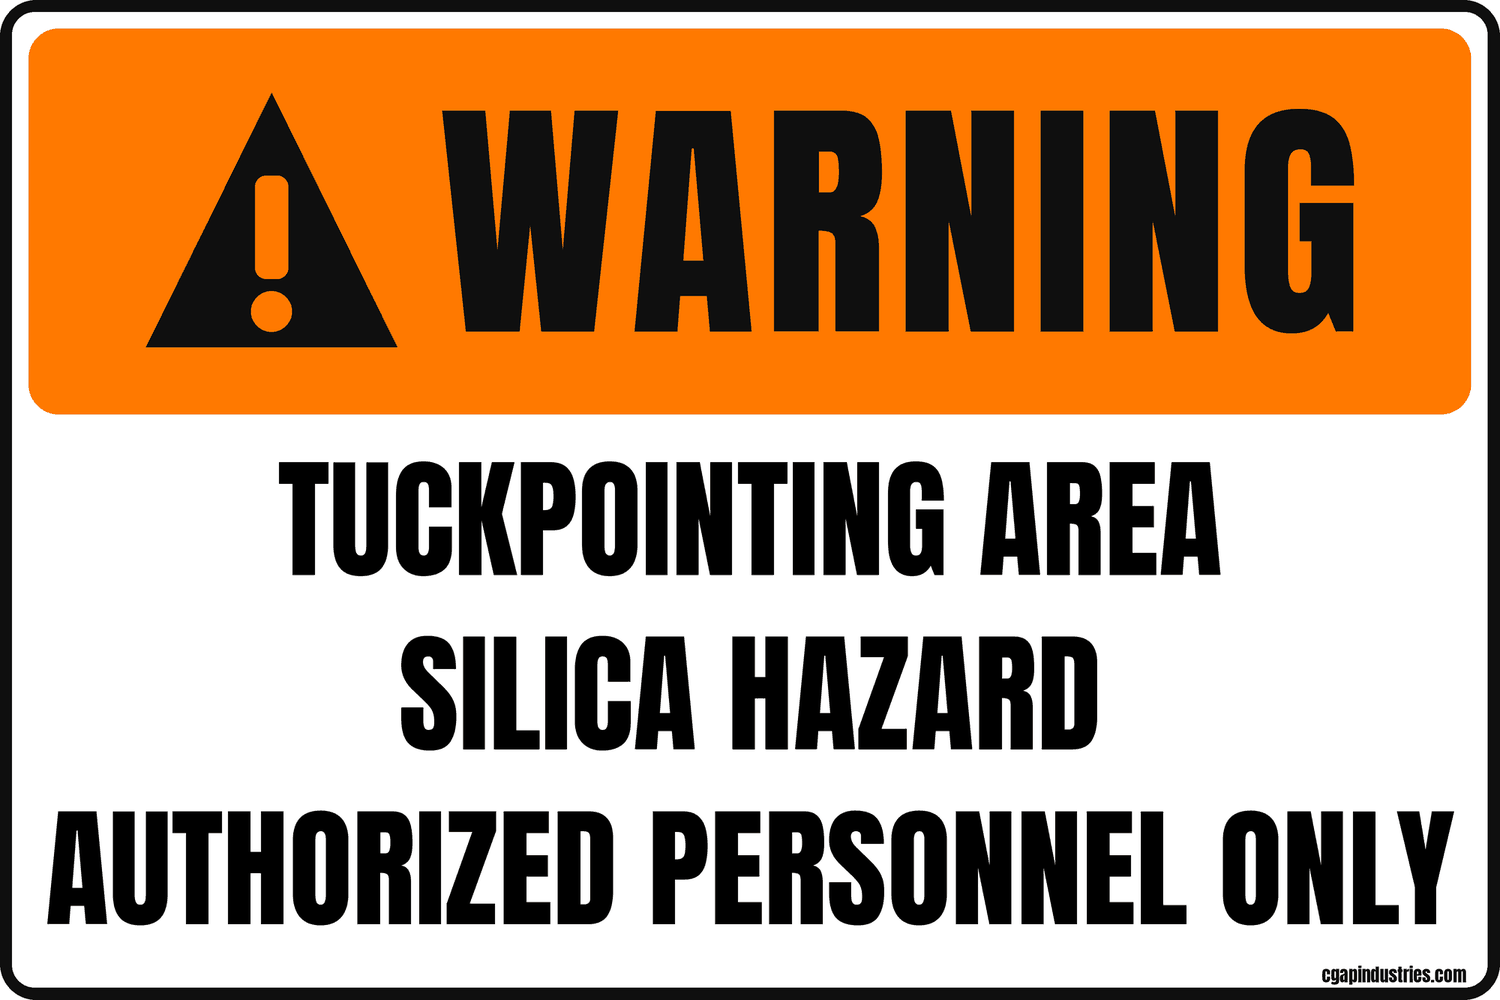 WARNING
TUCKPOINTING AREA
SILICA HAZARD
AUTHORIZED PERSONNEL ONLY
cgapindustries.com